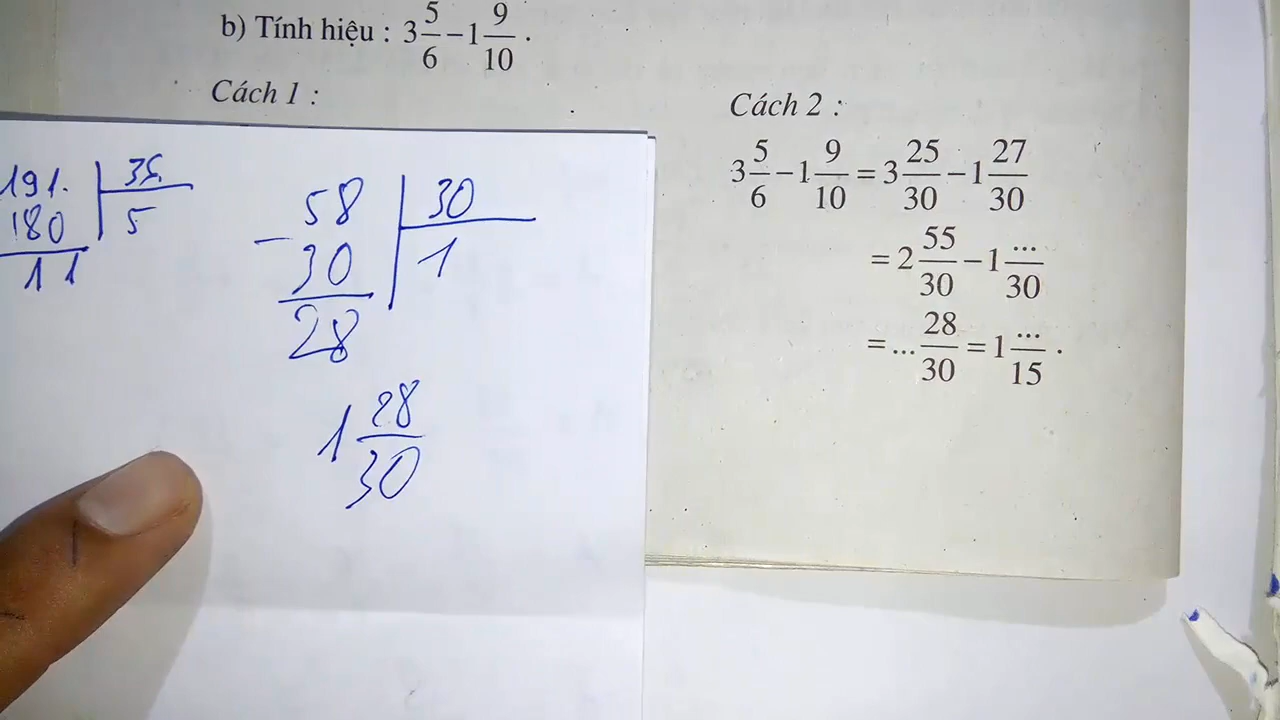 b) Tính hiệu : 3 5/6 − 1 9/10 .
Cách 1 :
191. 35
180 5
11
58 30
− 30 1
28
1 28/30
Cách 2 :
3 5/6 − 1 9/10 = 3 25/30 − 1 27/30
= 2 55/30 − 1 .../30
= ... 28/30 = 1 .../15 .